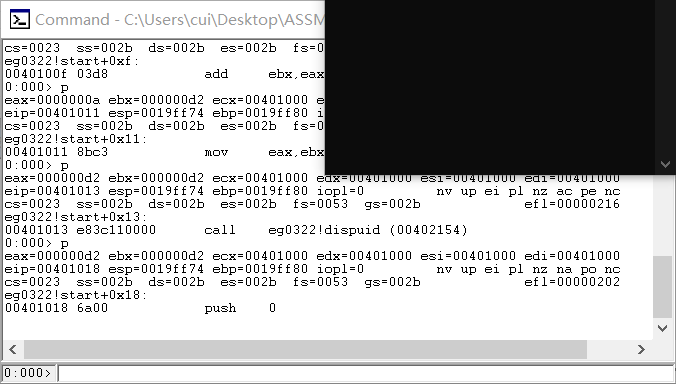 Command - C:\Users\cui\Desktop\ASSM
cs=0023  ss=002b  ds=002b  es=002b  fs=0
eg0322!start+0xf:
0040100f 03d8            add     ebx,eax
0:000> p
eax=0000000a ebx=000000d2 ecx=00401000 e
eip=00401011 esp=0019ff74 ebp=0019ff80 i
cs=0023  ss=002b  ds=002b  es=002b  fs=0
eg0322!start+0x11:
00401011 8bc3            mov     eax,ebx
0:000> p
eax=000000d2 ebx=000000d2 ecx=00401000 edx=00401000 esi=00401000 edi=00401000
eip=00401013 esp=0019ff74 ebp=0019ff80 iopl=0         nv up ei pl nz ac pe nc
cs=0023  ss=002b  ds=002b  es=002b  fs=0053  gs=002b             efl=00000216
eg0322!start+0x13:
00401013 e83c110000      call    eg0322!dispuid (00402154)
0:000> p
eax=000000d2 ebx=000000d2 ecx=00401000 edx=00401000 esi=00401000 edi=00401000
eip=00401018 esp=0019ff74 ebp=0019ff80 iopl=0         nv up ei pl nz na po nc
cs=0023  ss=002b  ds=002b  es=002b  fs=0053  gs=002b             efl=00000202
eg0322!start+0x18:
00401018 6a00            push    0
0:000>